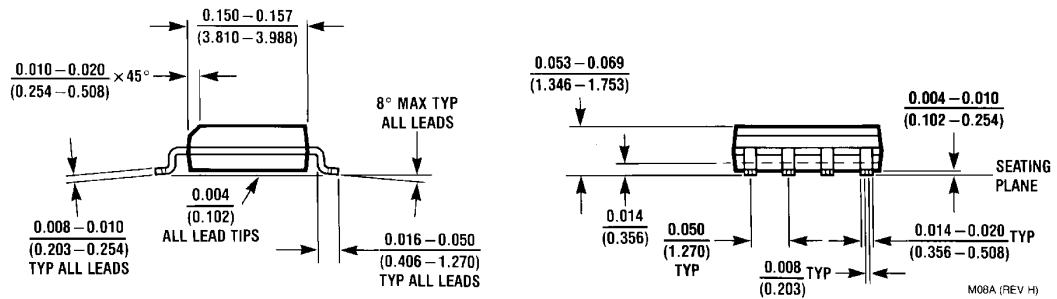 0.150 – 0.157
(3.810 – 3.988)
0.010 – 0.020
(0.254 – 0.508)
× 45°
8° MAX TYP
ALL LEADS
0.004
(0.102)
ALL LEAD TIPS
0.008 – 0.010
(0.203 – 0.254)
TYP ALL LEADS
0.016 – 0.050
(0.406 – 1.270)
TYP ALL LEADS
0.053 – 0.069
(1.346 – 1.753)
0.004 – 0.010
(0.102 – 0.254)
SEATING
PLANE
0.014
(0.356)
0.050
(1.270)
TYP
0.014 – 0.020
(0.356 – 0.508)
TYP
0.008
(0.203)
TYP
M08A (REV H)